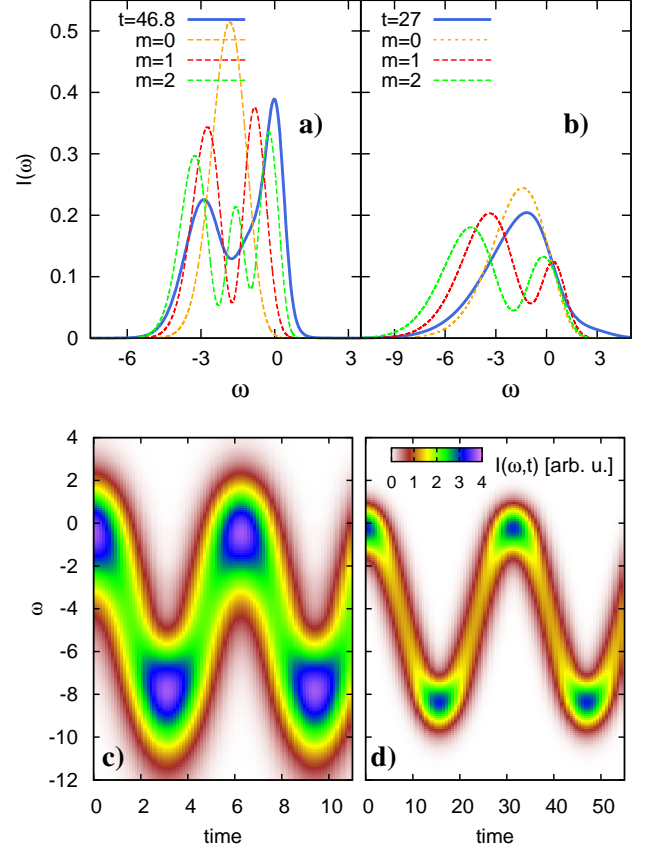 t=46.8
m=0
m=1
m=2
a)
0.5
0.4
0.3
0.2
0.1
0
I(ω)
-6 -3 0 3
ω
t=27
m=0
m=1
m=2
b)
-9 -6 -3 0 3
ω
4
2
0
-2
-4
-6
-8
-10
-12
ω
c)
0 2 4 6 8 10
time
I(ω,t) [arb. u.]
0 1 2 3 4
d)
0 10 20 30 40 50
time